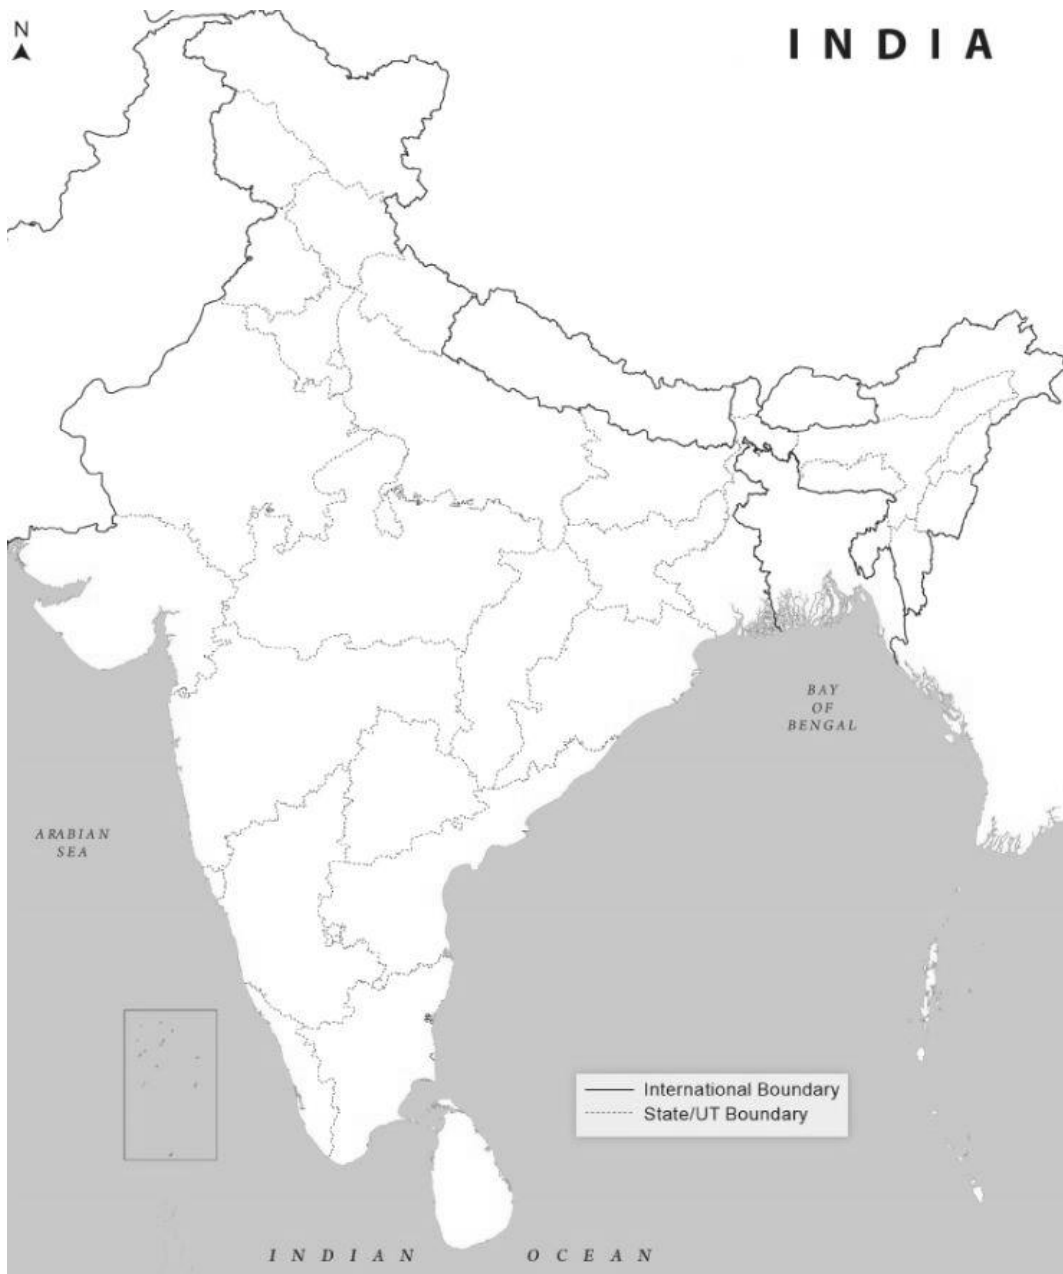 N
INDIA
BAY
OF
BENGAL
ARABIAN
SEA
International Boundary
State/UT Boundary
INDIAN OCEAN